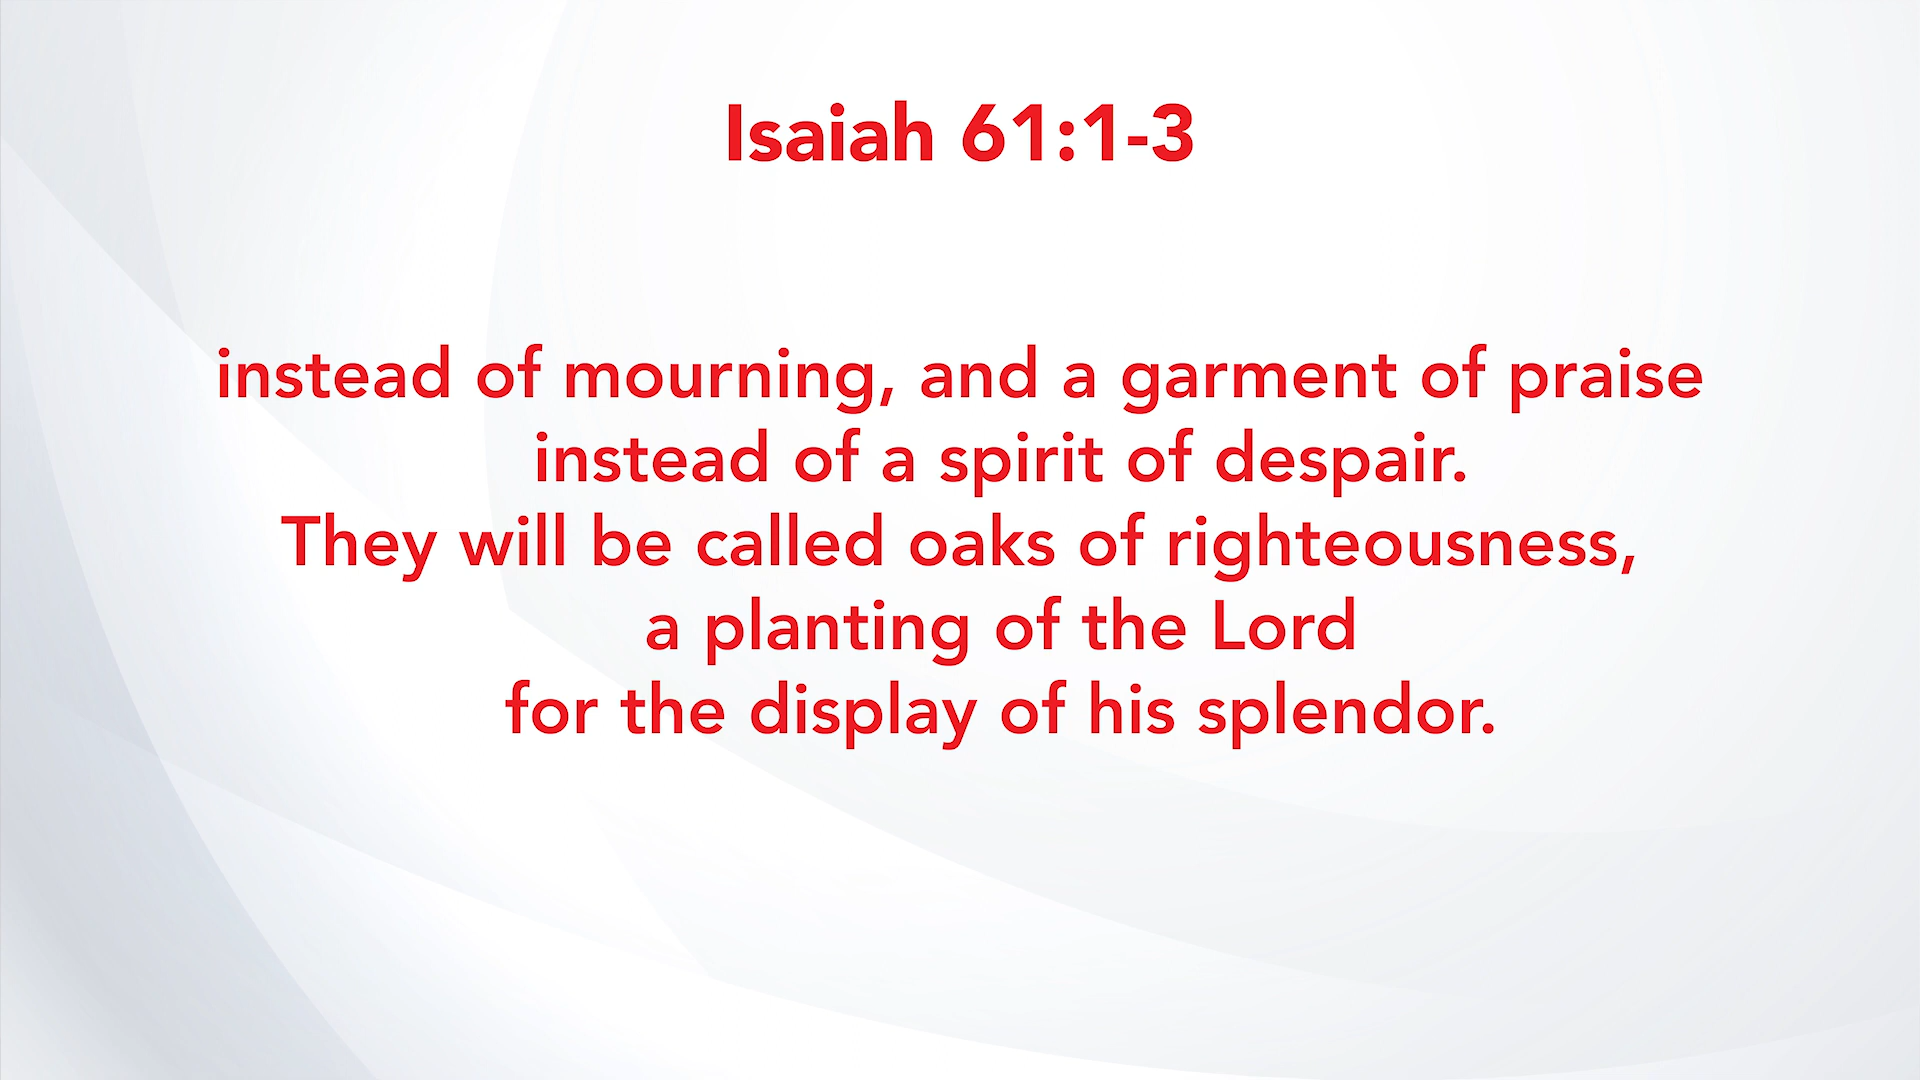 Isaiah 61:1-3
instead of mourning, and a garment of praise
instead of a spirit of despair.
They will be called oaks of righteousness,
a planting of the Lord
for the display of his splendor.